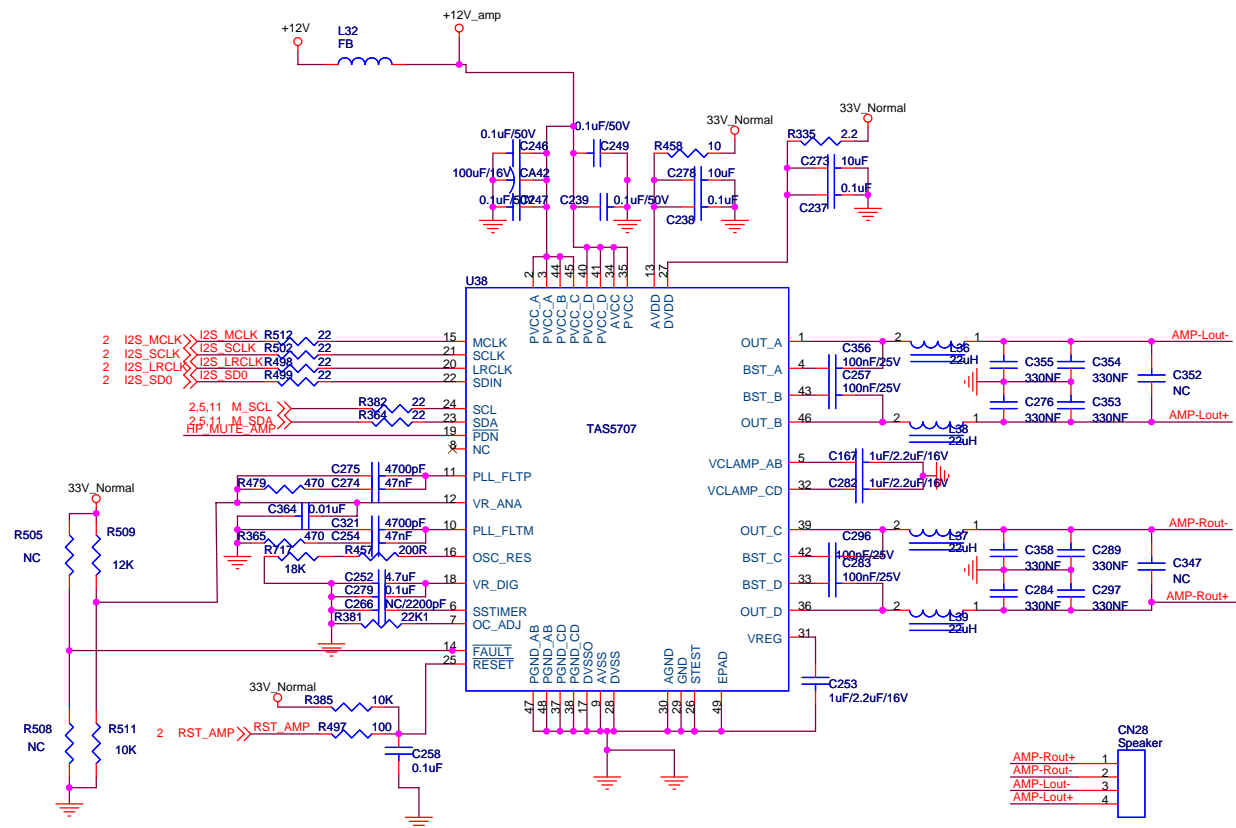 +12V
L32
FB
+12V_amp
0.1uF/50V
C246
100uF/16V
CA42
0.1uF/50V
C247
0.1uF/50V
C249
C239
0.1uF/50V
33V_Normal
R458
10
C278
10uF
0.1uF
C238
33V_Normal
R335
2.2
C273
10uF
0.1uF
C237
U38
2
3
44
45
40
41
34
35
13
27
PVCC_A
PVCC_A
PVCC_B
PVCC_C
PVCC_D
PVCC_D
AVCC
PVCC
AVDD
DVDD
2 I2S_MCLK I2S_MCLK R512 22 15 MCLK
2 I2S_SCLK I2S_SCLK R502 22 21 SCLK
2 I2S_LRCLK I2S_LRCLK R498 22 20 LRCLK
2 I2S_SD0 I2S_SD0 R499 22 22 SDIN
2,5,11 M_SCL R382 22 24 SCL
2,5,11 M_SDA R364 22 23 SDA
HP_MUTE_AMP 19 PDN
8 NC
TAS5707
C275 4700pF 11 PLL_FLTP
R479 470 C274 47nF
12 VR_ANA
C364 0.01uF
C321 4700pF 10 PLL_FLTM
R365 470 C254 47nF
R717 18K R457 200R 16 OSC_RES
C252 4.7uF 18 VR_DIG
C279 0.1uF
C266 NC/2200pF 6 SSTIMER
R381 22K1 7 OC_ADJ
14 FAULT
25 RESET
33V_Normal
R505
NC
R509
12K
R508
NC
R511
10K
33V_Normal
R385 10K
2 RST_AMP RST_AMP R497 100
C258
0.1uF
OUT_A 1 2 L36 1
22uH
AMP-Lout-
BST_A 4 C356
100nF/25V
C257
100nF/25V
BST_B 43
OUT_B 46 2 L38 1
22uH
AMP-Lout+
C355
330NF
C354
330NF
C276
330NF
C353
330NF
C352
NC
VCLAMP_AB 5 C167 1uF/2.2uF/16V
VCLAMP_CD 32 C282 1uF/2.2uF/16V
OUT_C 39 2 L37 1
22uH
AMP-Rout-
BST_C 42 C296
100nF/25V
C283
100nF/25V
BST_D 33
OUT_D 36 2 L39 1
22uH
AMP-Rout+
C358
330NF
C289
330NF
C284
330NF
C297
330NF
C347
NC
VREG 31
C253
1uF/2.2uF/16V
PGND_AB
PGND_AB
PGND_CD
PGND_CD
DVSSO
AVSS
DVSS
AGND
GND
STEST
EPAD
47
48
37
38
17
9
28
30
29
26
49
CN28
Speaker
AMP-Rout+ 1
AMP-Rout- 2
AMP-Lout- 3
AMP-Lout+ 4